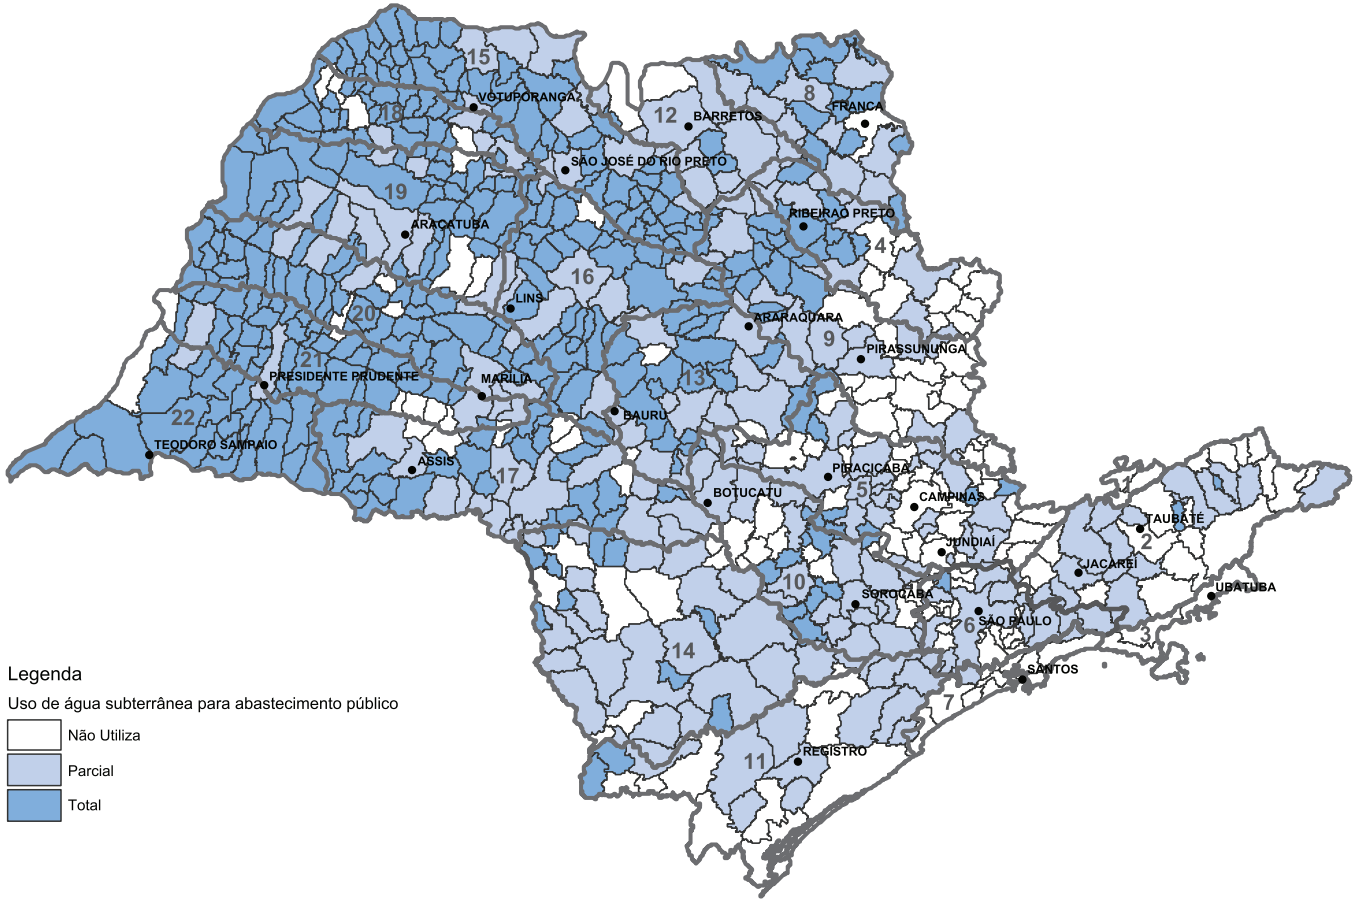 15
VOTUPORANGA
18
8
FRANCA
12
BARRETOS
SÃO JOSÉ DO RIO PRETO
19
ARAÇATUBA
RIBEIRÃO PRETO
4
16
LINS
20
ARARAQUARA
9
PIRASSUNUNGA
21
PRESIDENTE PRUDENTE
MARÍLIA
13
22
BAURU
TEODORO SAMPAIO
ASSIS
17
PIRACICABA
5
BOTUCATU
CAMPINAS
1
TAUBATÉ
2
JUNDIAÍ
JACAREÍ
10
SOROCABA
UBATUBA
6
SÃO PAULO
3
14
SANTOS
7
11
REGISTRO
Legenda
Uso de água subterrânea para abastecimento público
Não Utiliza
Parcial
Total